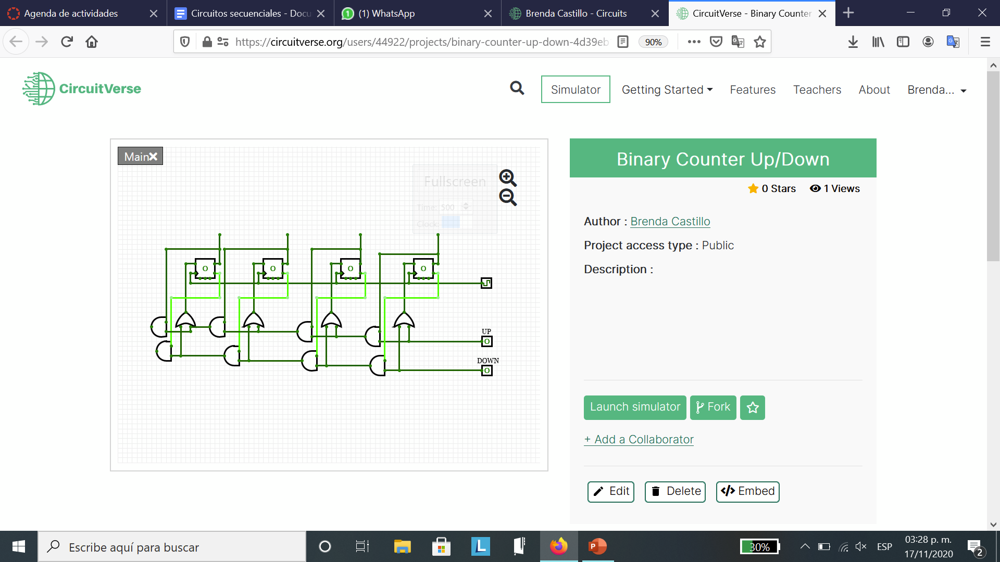 Agenda de actividades
Circuitos secuenciales - Docu
1 (1) WhatsApp
Brenda Castillo - Circuits
CircuitVerse - Binary Counter
https://circuitverse.org/users/44922/projects/binary-counter-up-down-4d39eb
90%
CircuitVerse
Simulator
Getting Started
Features
Teachers
About
Brenda...
Main
Fullscreen
Time: 500
Clock:
0 0 0 0
UP
0
DOWN
0
Binary Counter Up/Down
0 Stars 1 Views
Author : Brenda Castillo
Project access type : Public
Description :
Launch simulator
Fork
+ Add a Collaborator
Edit
Delete
Embed
Escribe aquí para buscar
L
P
30%
ESP
03:28 p. m.
17/11/2020
2